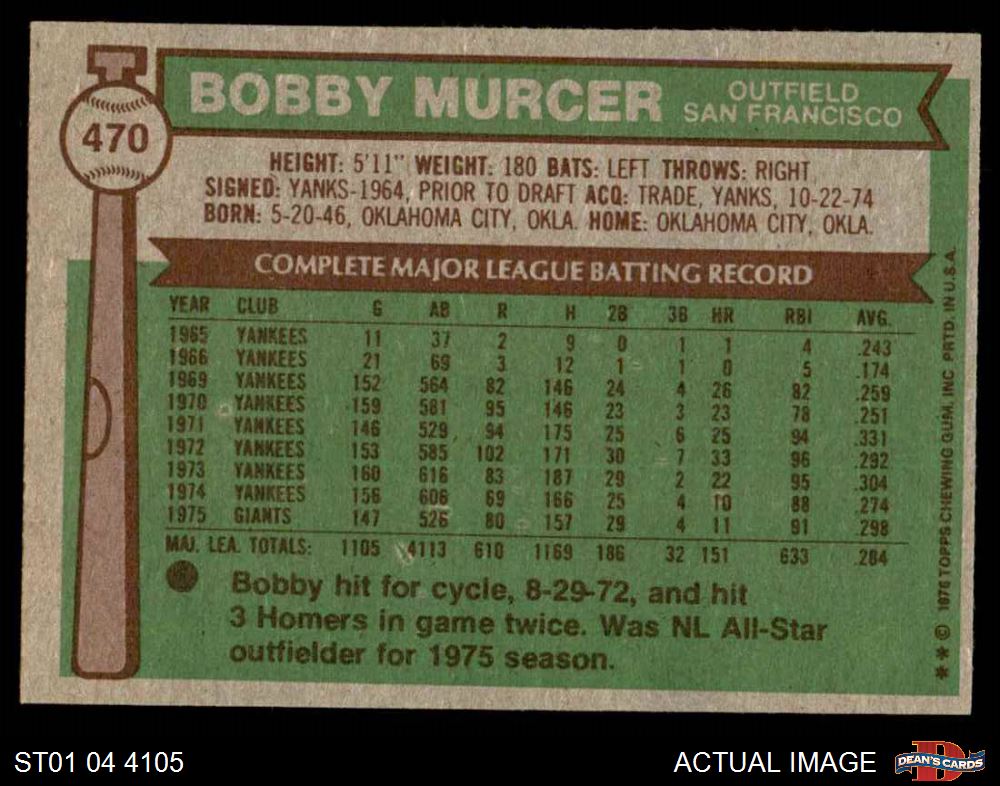 BOBBY MURCER OUTFIELD
SAN FRANCISCO
470
HEIGHT: 5'11" WEIGHT: 180 BATS: LEFT THROWS: RIGHT
SIGNED: YANKS-1964, PRIOR TO DRAFT ACQ: TRADE, YANKS, 10-22-74
BORN: 5-20-46, OKLAHOMA CITY, OKLA. HOME: OKLAHOMA CITY, OKLA.
COMPLETE MAJOR LEAGUE BATTING RECORD
YEAR CLUB G AB R H 2B 3B HR RBI AVG.
1965 YANKEES 11 37 2 9 0 1 1 4 .243
1966 YANKEES 21 69 3 12 1 1 0 5 .174
1969 YANKEES 152 564 82 146 24 4 26 82 .259
1970 YANKEES 159 581 95 146 23 3 23 78 .251
1971 YANKEES 146 529 94 175 25 6 25 94 .331
1972 YANKEES 153 585 102 171 30 7 33 96 .292
1973 YANKEES 160 616 83 187 29 2 22 95 .304
1974 YANKEES 156 606 69 166 25 4 10 88 .274
1975 GIANTS 147 526 80 157 29 4 11 91 .298
MAJ. LEA. TOTALS: 1105 4113 610 1169 186 32 151 633 .284
Bobby hit for cycle, 8-29-72, and hit
3 Homers in game twice. Was NL All-Star
outfielder for 1975 season.
** © 1976 TOPPS CHEWING GUM, INC PRTD. IN U.S.A.
ST01 04 4105
ACTUAL IMAGE
D
DEAN'S CARDS